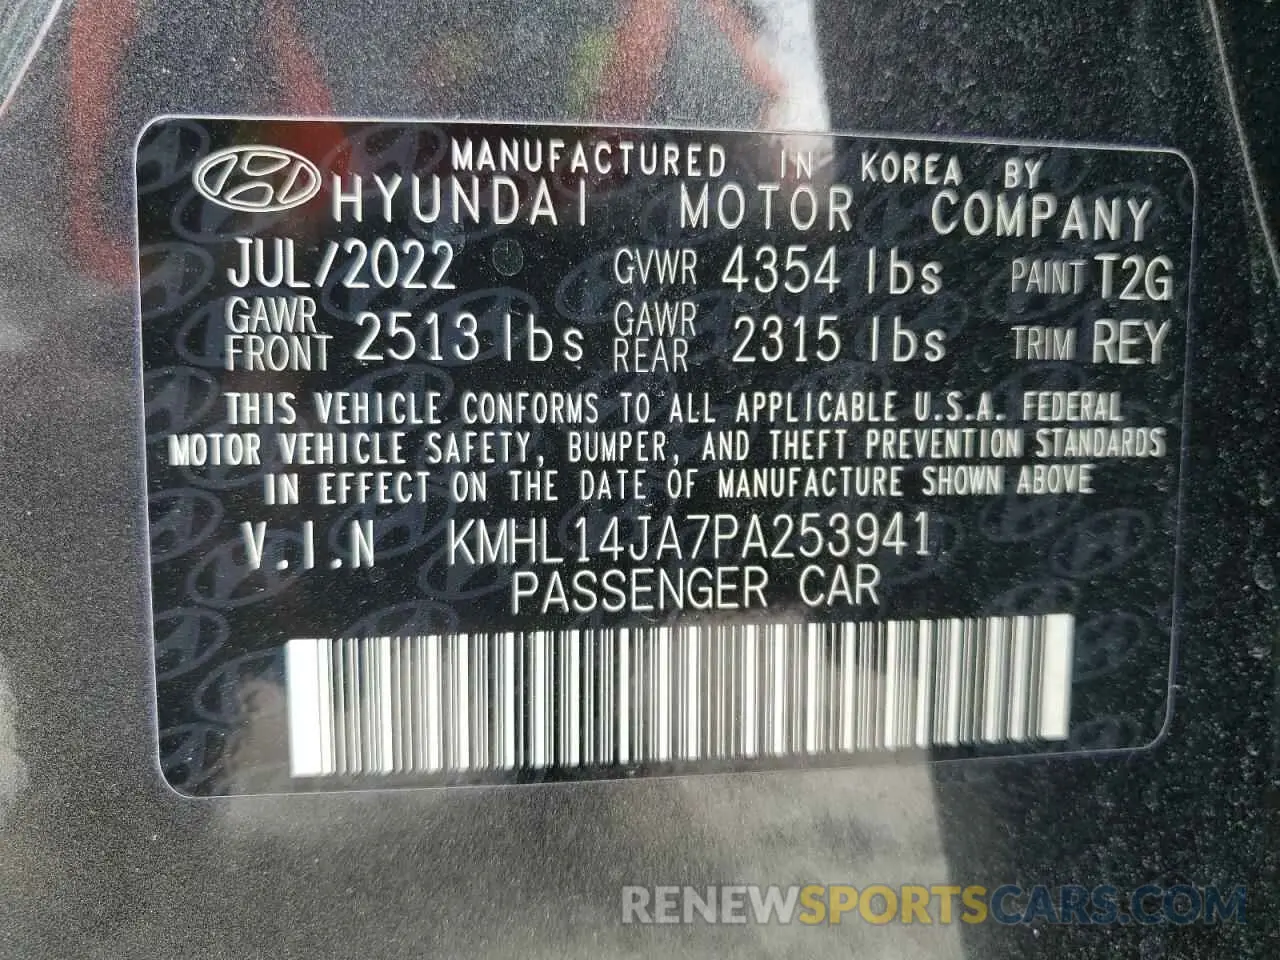 MANUFACTURED IN KOREA BY
HYUNDAI MOTOR COMPANY
JUL/2022 GVWR 4354 lbs PAINT T2G
GAWR FRONT 2513 lbs GAWR REAR 2315 lbs TRIM REY
THIS VEHICLE CONFORMS TO ALL APPLICABLE U.S.A. FEDERAL
MOTOR VEHICLE SAFETY, BUMPER, AND THEFT PREVENTION STANDARDS
IN EFFECT ON THE DATE OF MANUFACTURE SHOWN ABOVE
V.I.N KMHL14JA7PA253941
PASSENGER CAR
RENEWSPORTSCARS.COM